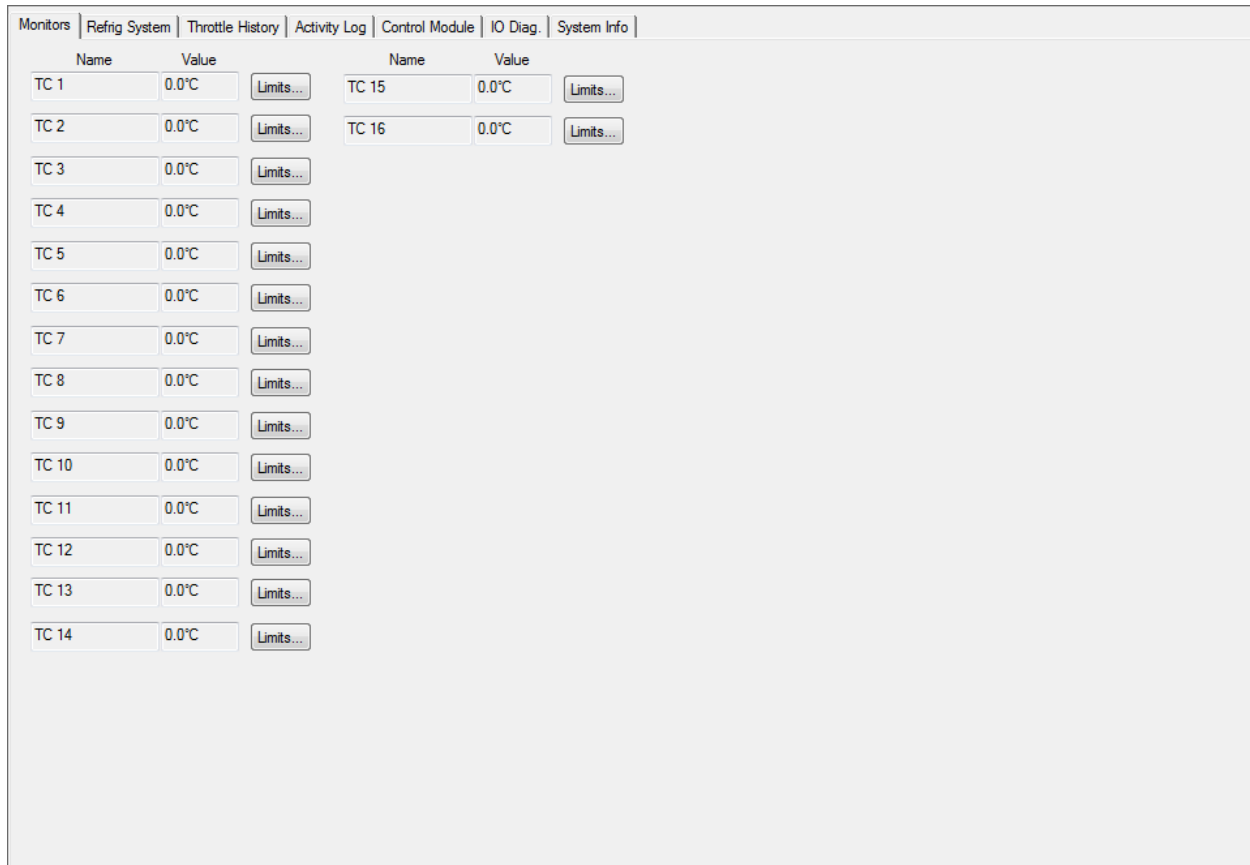 Monitors Refrig System Throttle History Activity Log Control Module IO Diag. System Info
Name Value Name Value
TC 1 0.0°C Limits... TC 15 0.0°C Limits...
TC 2 0.0°C Limits... TC 16 0.0°C Limits...
TC 3 0.0°C Limits...
TC 4 0.0°C Limits...
TC 5 0.0°C Limits...
TC 6 0.0°C Limits...
TC 7 0.0°C Limits...
TC 8 0.0°C Limits...
TC 9 0.0°C Limits...
TC 10 0.0°C Limits...
TC 11 0.0°C Limits...
TC 12 0.0°C Limits...
TC 13 0.0°C Limits...
TC 14 0.0°C Limits...